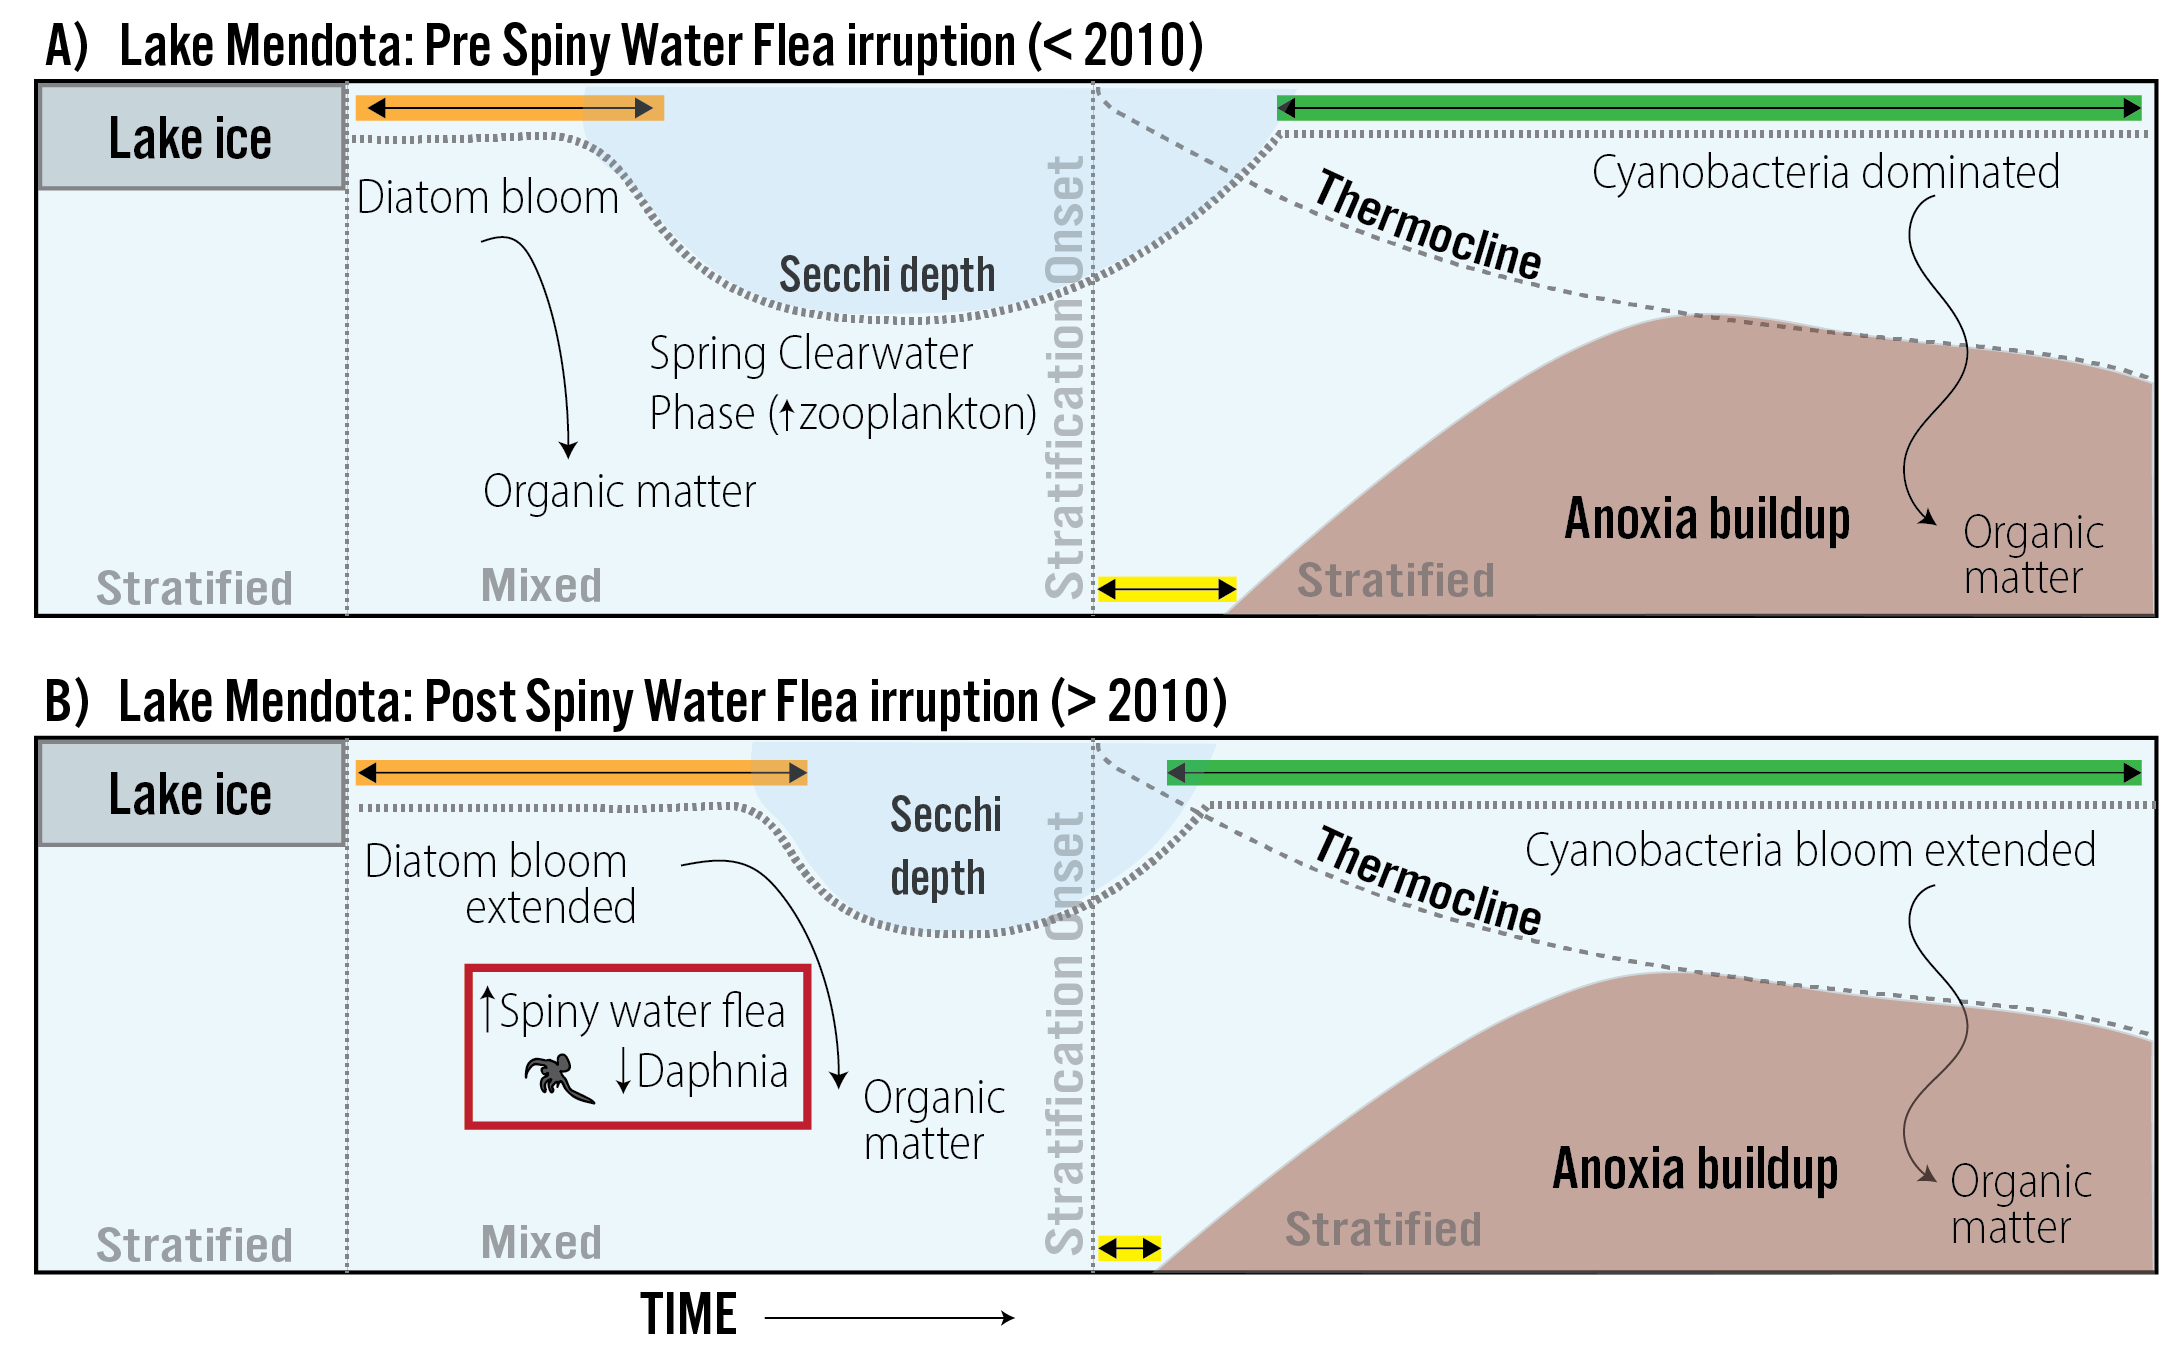 A) Lake Mendota: Pre Spiny Water Flea irruption (< 2010)
Lake ice
Diatom bloom
Organic matter
Secchi depth
Spring Clearwater
Phase (↑zooplankton)
Stratification Onset
Thermocline
Cyanobacteria dominated
Anoxia buildup
Organic
matter
Stratified
Mixed
Stratified
B) Lake Mendota: Post Spiny Water Flea irruption (> 2010)
Lake ice
Diatom bloom
extended
↑Spiny water flea
↓Daphnia
Organic
matter
Secchi
depth
Stratification Onset
Thermocline
Cyanobacteria bloom extended
Anoxia buildup
Organic
matter
Stratified
Mixed
Stratified
TIME